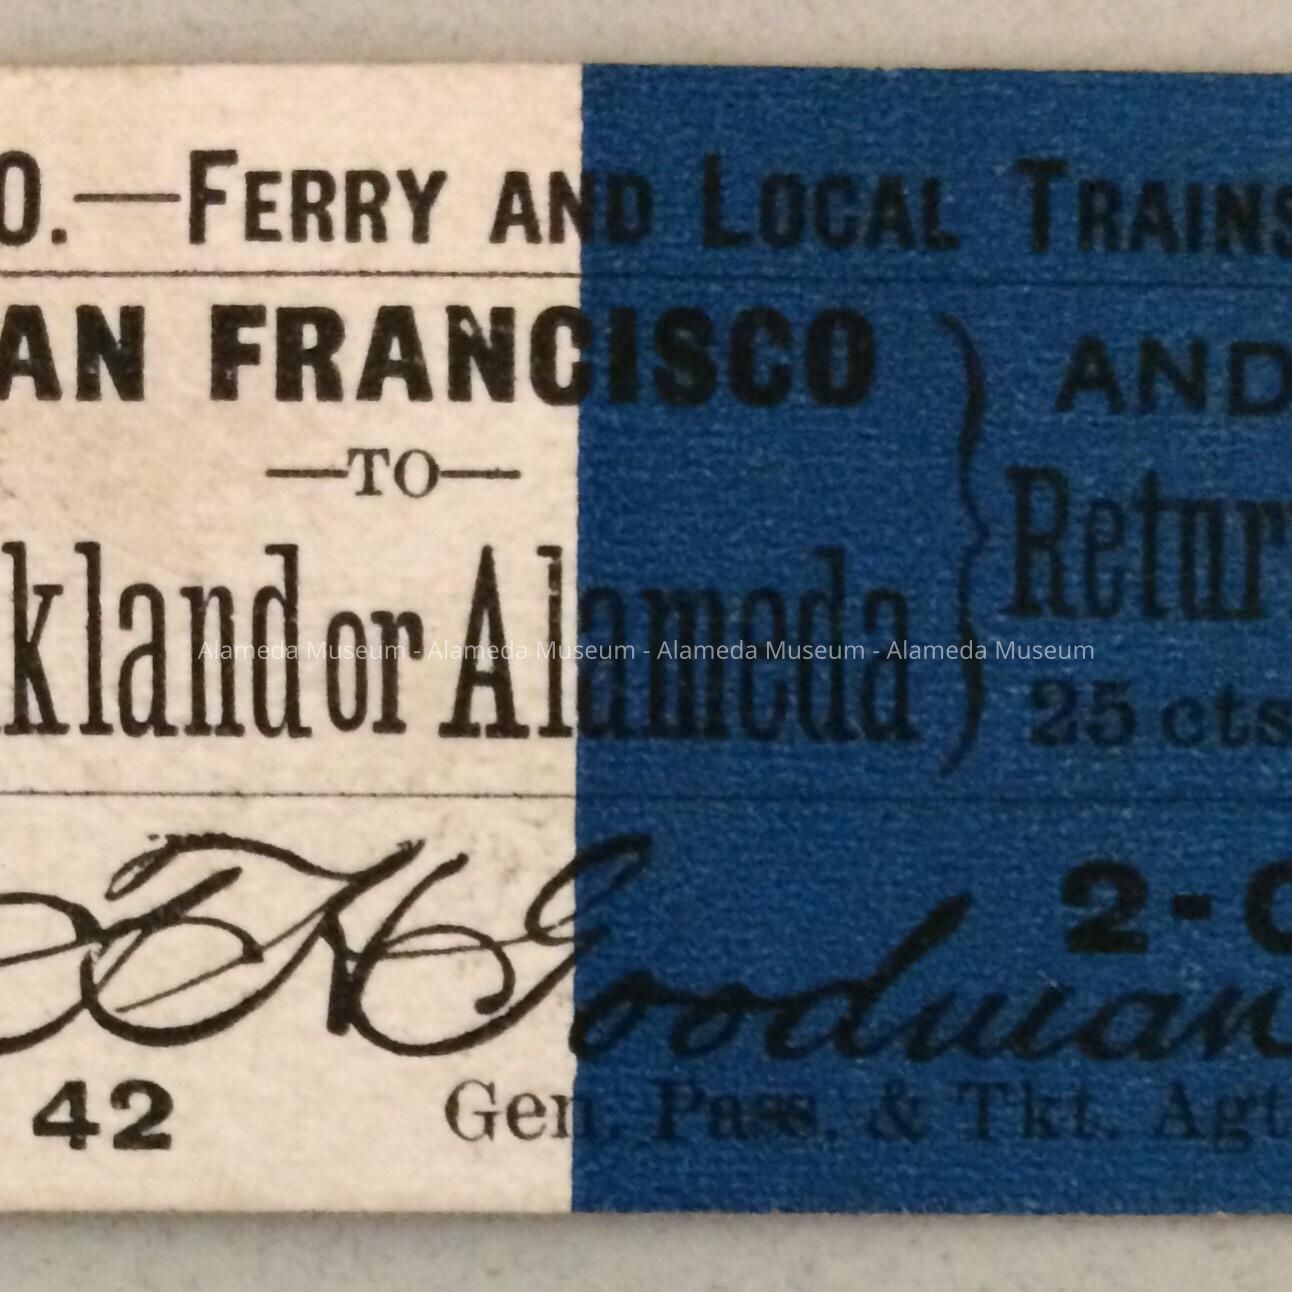 O.—FERRY AND LOCAL TRAINS
AN FRANCISCO
—TO—
kland or Alameda
AND
Retur
25 cts
Alameda Museum - Alameda Museum - Alameda Museum - Alameda Museum
2-C
T H Goodman
42
Gen. Pass. & Tkt. Agt